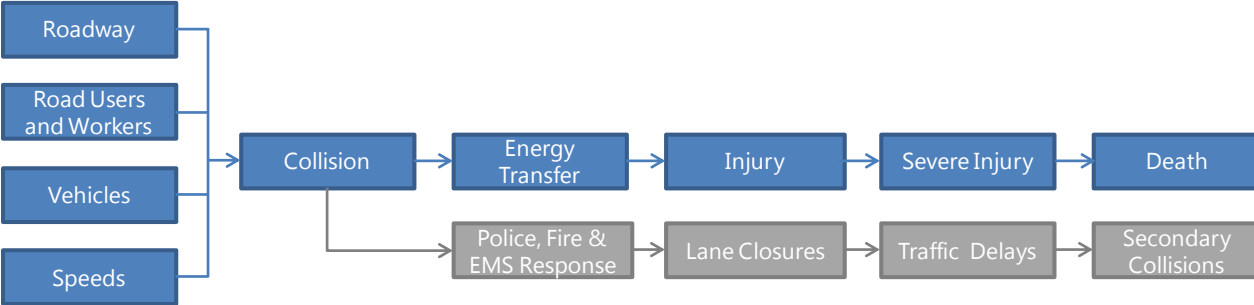 Roadway
Road Users
and Workers
Vehicles
Speeds
Collision
Energy
Transfer
Injury
Severe Injury
Death
Police, Fire &
EMS Response
Lane Closures
Traffic Delays
Secondary
Collisions